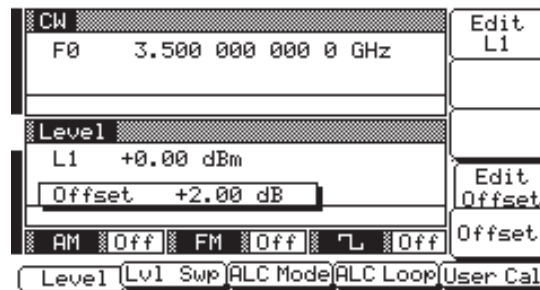 CW
F0 3.500 000 000 0 GHz
Edit
L1
Level
L1 +0.00 dBm
Offset +2.00 dB
Edit
Offset
AM Off FM Off Off
Offset
Level Lvl Swp ALC Mode ALC Loop User Cal